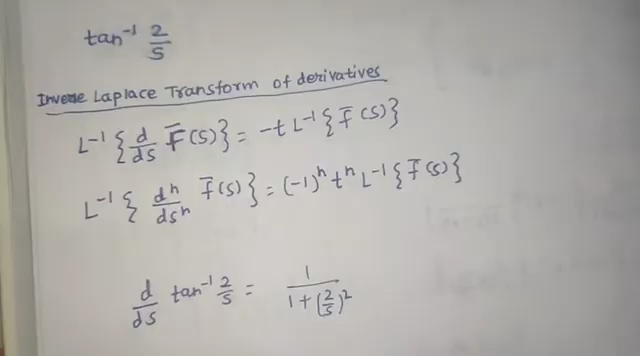 tan⁻¹ 2/s
Inverse Laplace Transform of derivatives
L⁻¹{d/ds F̅(s)} = -t L⁻¹{f̅(s)}
L⁻¹{dⁿ/dsⁿ f̅(s)} = (-1)ⁿ tⁿ L⁻¹{f̅(s)}
d/ds tan⁻¹ 2/s = 1/(1+(2/s)²)